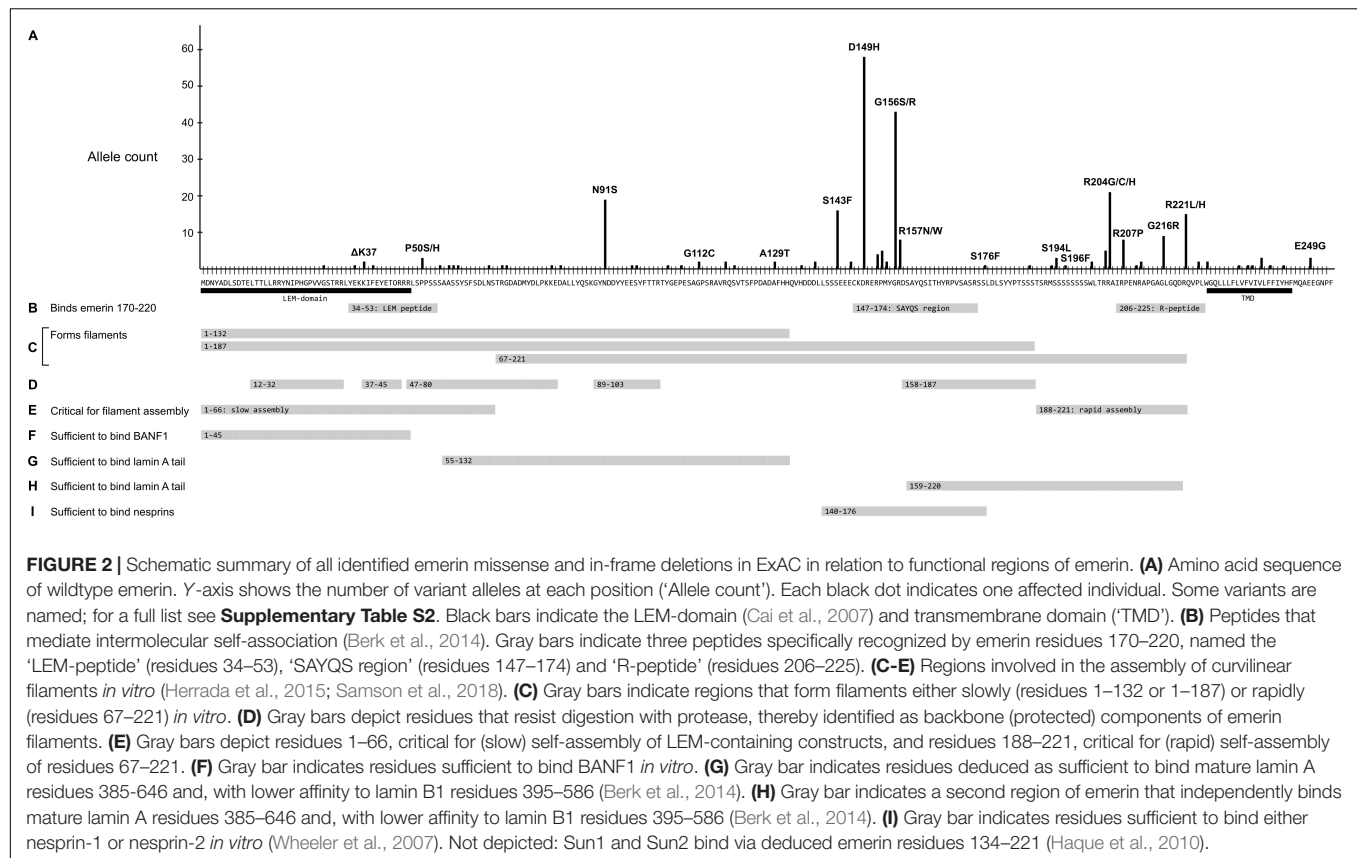 A
60
50
40
30
20
10
Allele count
D149H
G156S/R
N91S
S143F
R204G/C/H
R221L/H
ΔK37
P50S/H
G112C
A129T
R157N/W
S176F
S194L
S196F
R207P
G216R
E249G
LEM-domain
TMD
B Binds emerin 170-220
34-53: LEM peptide
147-174: SAYQS region
206-225: R-peptide
C Forms filaments
1-132
1-187
67-221
D
12-32
37-45
47-80
89-103
158-187
E Critical for filament assembly
1-66: slow assembly
188-221: rapid assembly
F Sufficient to bind BANF1
1-45
G Sufficient to bind lamin A tail
55-132
H Sufficient to bind lamin A tail
159-220
I Sufficient to bind nesprins
140-176
FIGURE 2 | Schematic summary of all identified emerin missense and in-frame deletions in ExAC in relation to functional regions of emerin. (A) Amino acid sequence
of wildtype emerin. Y-axis shows the number of variant alleles at each position (‘Allele count’). Each black dot indicates one affected individual. Some variants are
named; for a full list see Supplementary Table S2. Black bars indicate the LEM-domain (Cai et al., 2007) and transmembrane domain (‘TMD’). (B) Peptides that
mediate intermolecular self-association (Berk et al., 2014). Gray bars indicate three peptides specifically recognized by emerin residues 170–220, named the
‘LEM-peptide’ (residues 34–53), ‘SAYQS region’ (residues 147–174) and ‘R-peptide’ (residues 206–225). (C-E) Regions involved in the assembly of curvilinear
filaments in vitro (Herrada et al., 2015; Samson et al., 2018). (C) Gray bars indicate regions that form filaments either slowly (residues 1–132 or 1–187) or rapidly
(residues 67–221) in vitro. (D) Gray bars depict residues that resist digestion with protease, thereby identified as backbone (protected) components of emerin
filaments. (E) Gray bars depict residues 1–66, critical for (slow) self-assembly of LEM-containing constructs, and residues 188–221, critical for (rapid) self-assembly
of residues 67–221. (F) Gray bar indicates residues sufficient to bind BANF1 in vitro. (G) Gray bar indicates residues deduced as sufficient to bind mature lamin A
residues 385-646 and, with lower affinity to lamin B1 residues 395–586 (Berk et al., 2014). (H) Gray bar indicates a second region of emerin that independently binds
mature lamin A residues 385–646 and, with lower affinity to lamin B1 residues 395–586 (Berk et al., 2014). (I) Gray bar indicates residues sufficient to bind either
nesprin-1 or nesprin-2 in vitro (Wheeler et al., 2007). Not depicted: Sun1 and Sun2 bind via deduced emerin residues 134–221 (Haque et al., 2010).